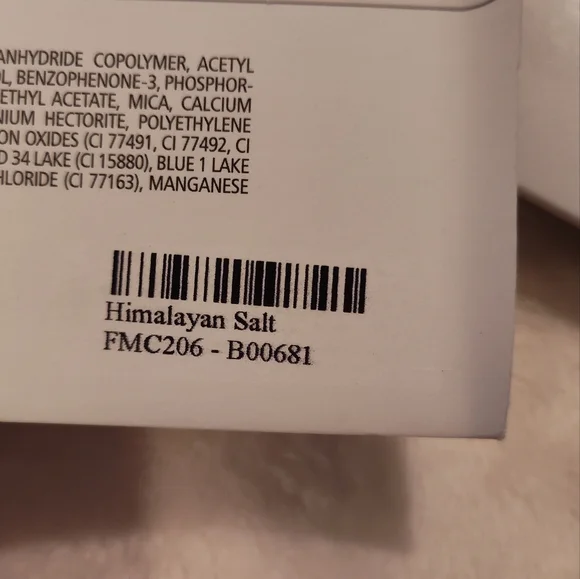 ANHYDRIDE COPOLYMER, ACETYL
L, BENZOPHENONE-3, PHOSPHOR-
ETHYL ACETATE, MICA, CALCIUM
NIUM HECTORITE, POLYETHYLENE
ON OXIDES (CI 77491, CI 77492, CI
D 34 LAKE (CI 15880), BLUE 1 LAKE
HLORIDE (CI 77163), MANGANESE
Himalayan Salt
FMC206 - B00681